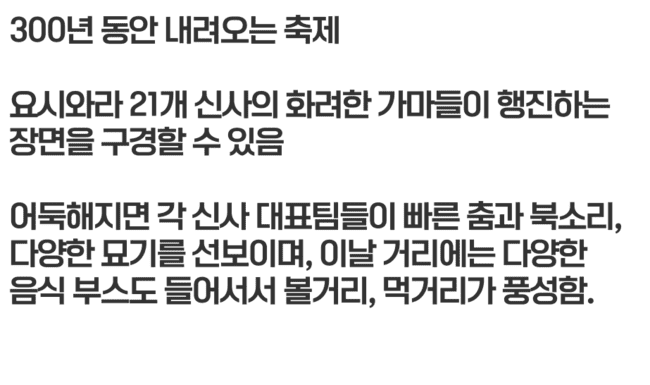 300년 동안 내려오는 축제
요시와라 21개 신사의 화려한 가마들이 행진하는
장면을 구경할 수 있음
어둑해지면 각 신사 대표팀들이 빠른 춤과 북소리,
다양한 묘기를 선보이며, 이날 거리에는 다양한
음식 부스도 들어서서 볼거리, 먹거리가 풍성함.